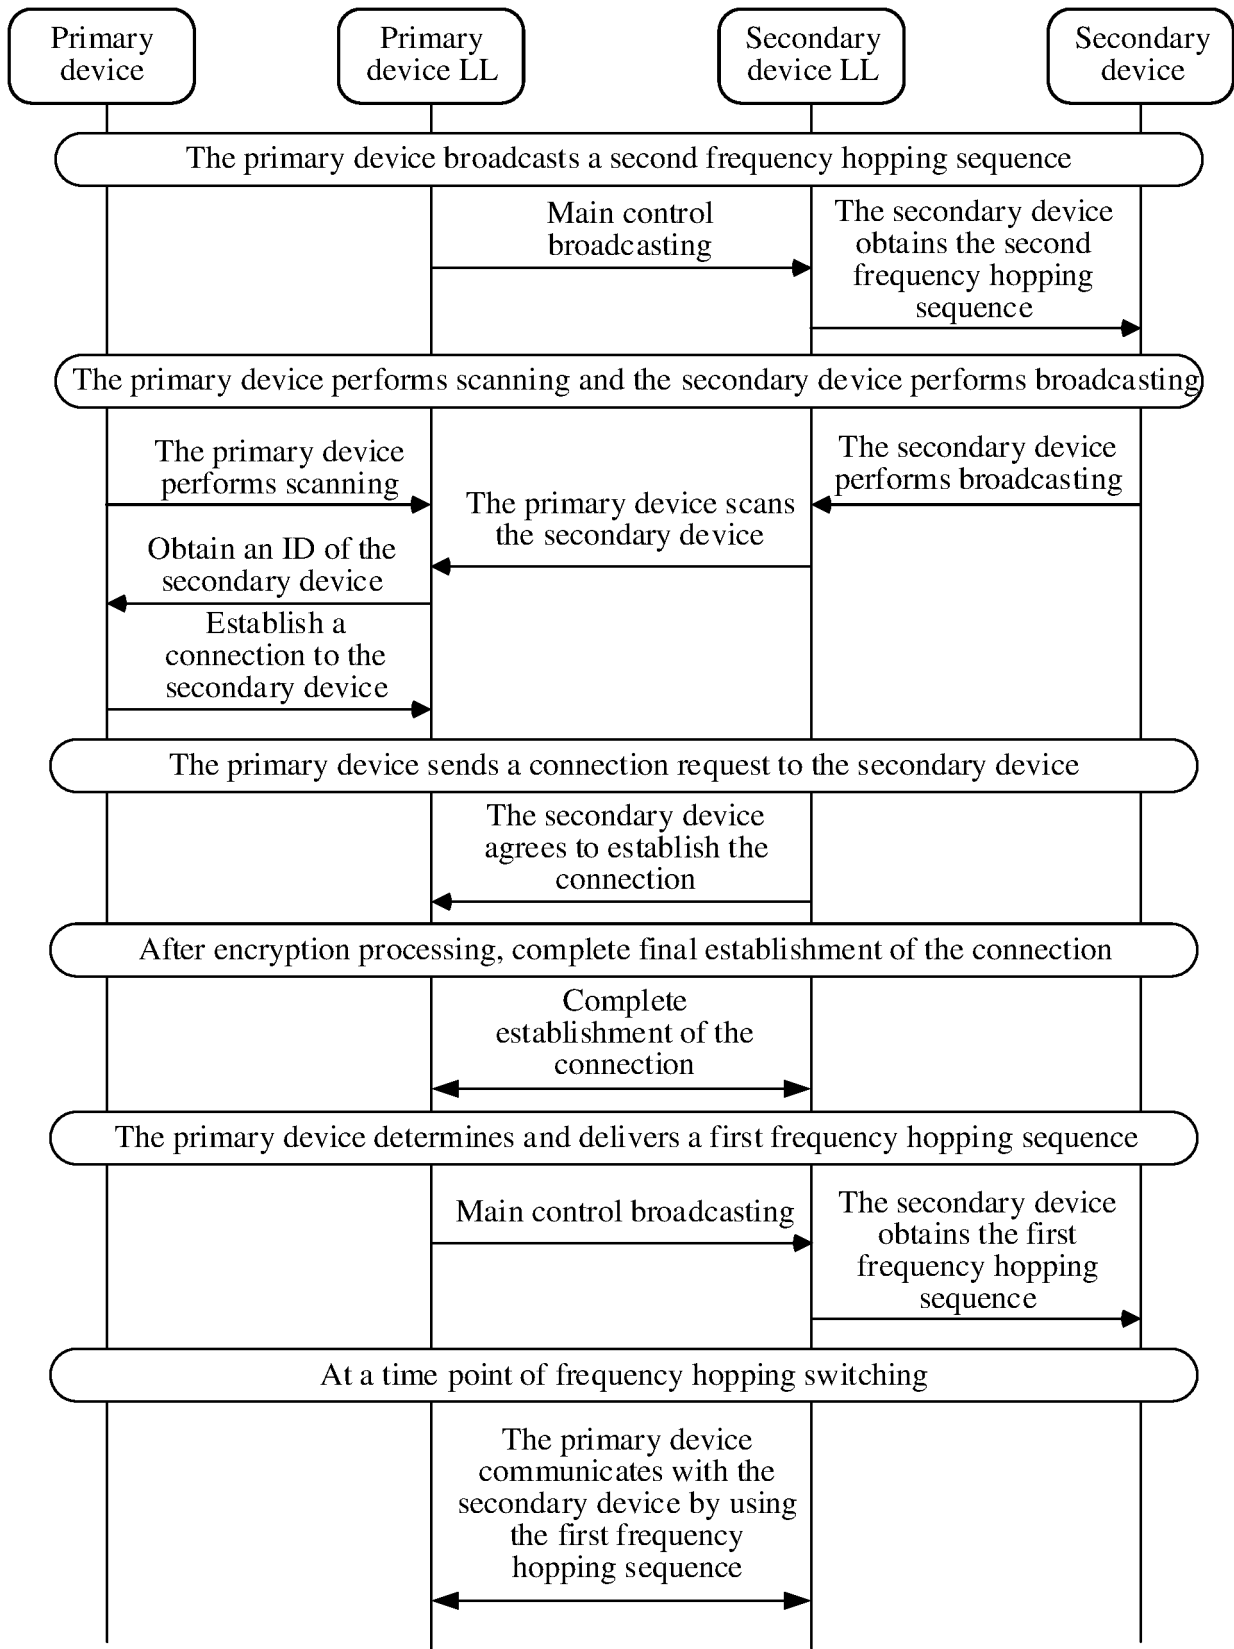 Primary
device
Primary
device LL
Secondary
device LL
Secondary
device
The primary device broadcasts a second frequency hopping sequence
Main control
broadcasting
The secondary device
obtains the second
frequency hopping
sequence
The primary device performs scanning and the secondary device performs broadcasting
The primary device
performs scanning
The secondary device
performs broadcasting
The primary device scans
the secondary device
Obtain an ID of the
secondary device
Establish a
connection to the
secondary device
The primary device sends a connection request to the secondary device
The secondary device
agrees to establish the
connection
After encryption processing, complete final establishment of the connection
Complete
establishment of the
connection
The primary device determines and delivers a first frequency hopping sequence
Main control broadcasting
The secondary device
obtains the first
frequency hopping
sequence
At a time point of frequency hopping switching
The primary device
communicates with the
secondary device by using
the first frequency
hopping sequence